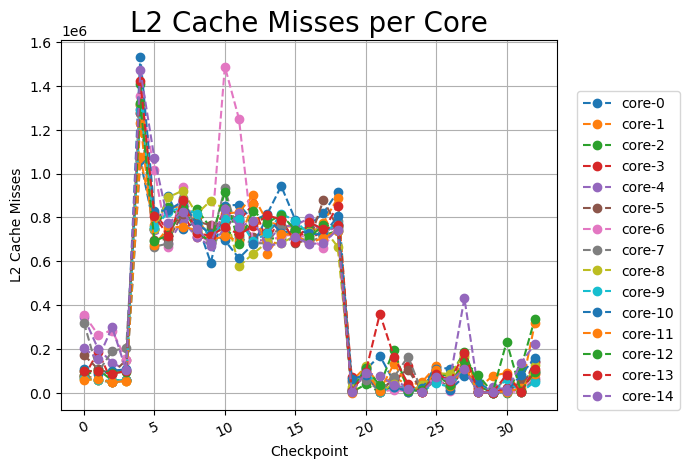 L2 Cache Misses per Core
1e6
1.6
1.4
1.2
1.0
0.8
0.6
0.4
0.2
0.0
L2 Cache Misses
0
5
10
15
20
25
30
Checkpoint
core-0
core-1
core-2
core-3
core-4
core-5
core-6
core-7
core-8
core-9
core-10
core-11
core-12
core-13
core-14